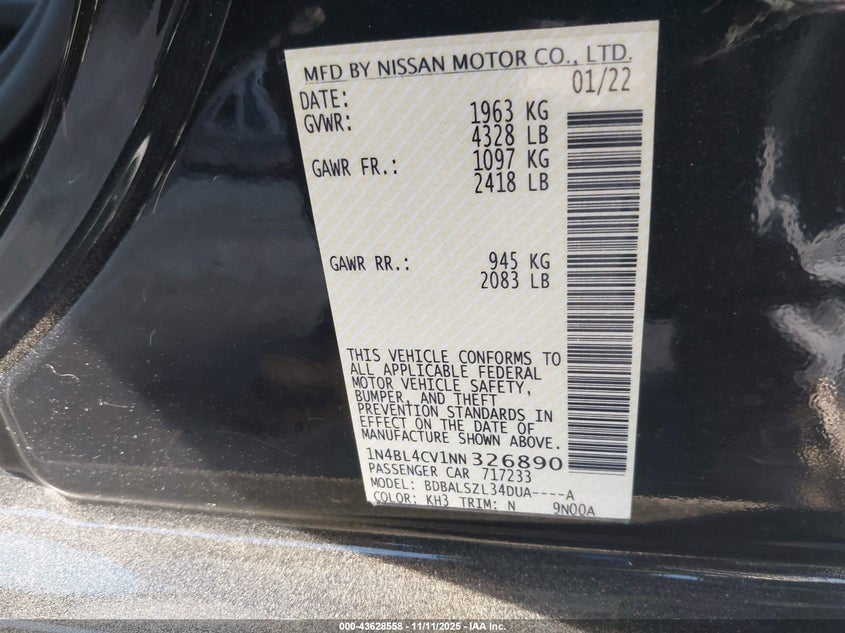 MFD BY NISSAN MOTOR CO., LTD.
DATE: 01/22
GVWR: 1963 KG
4328 LB
GAWR FR.: 1097 KG
2418 LB
GAWR RR.: 945 KG
2083 LB
THIS VEHICLE CONFORMS TO
ALL APPLICABLE FEDERAL
MOTOR VEHICLE SAFETY,
BUMPER, AND THEFT
PREVENTION STANDARDS IN
EFFECT ON THE DATE OF
MANUFACTURE SHOWN ABOVE.
1N4BL4CV1NN326890
PASSENGER CAR 717233
MODEL: BDBALSZL34DUA----A
COLOR: KH3 TRIM: N 9N00A
000-43628558 - 11/11/2025 - IAA Inc.